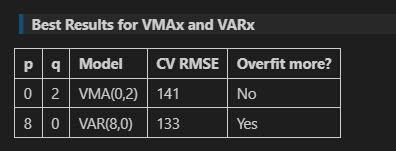 Best Results for VMAx and VARx
p q Model CV RMSE Overfit more?
0 2 VMA(0,2) 141 No
8 0 VAR(8,0) 133 Yes